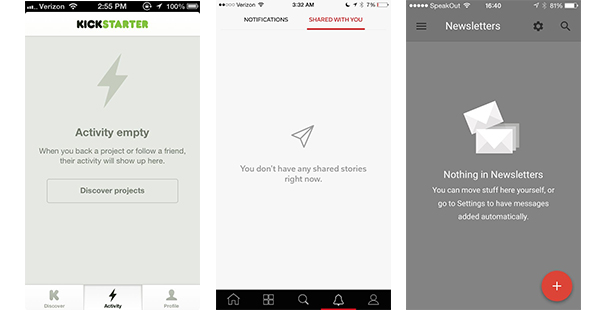 Verizon 2:55 PM 100%
KICKSTARTER
Activity empty
When you back a project or follow a friend,
their activity will show up here.
Discover projects
Discover Activity Profile
Verizon 3:32 AM 7%
NOTIFICATIONS SHARED WITH YOU
You don't have any shared stories
right now.
SpeakOut 16:40 81%
Newsletters
Nothing in Newsletters
You can move stuff here yourself, or
go to Settings to have messages
added automatically.